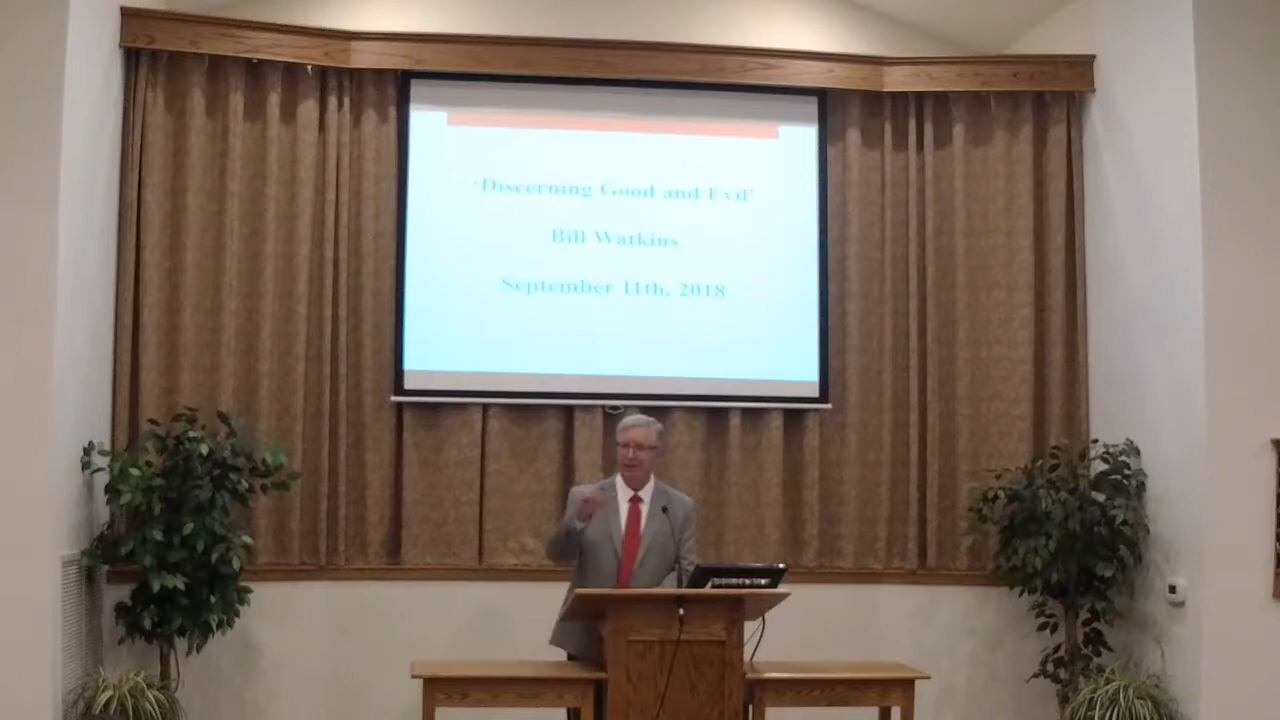 ‘Discerning Good and Evil’
Bill Watkins
September 11th, 2018